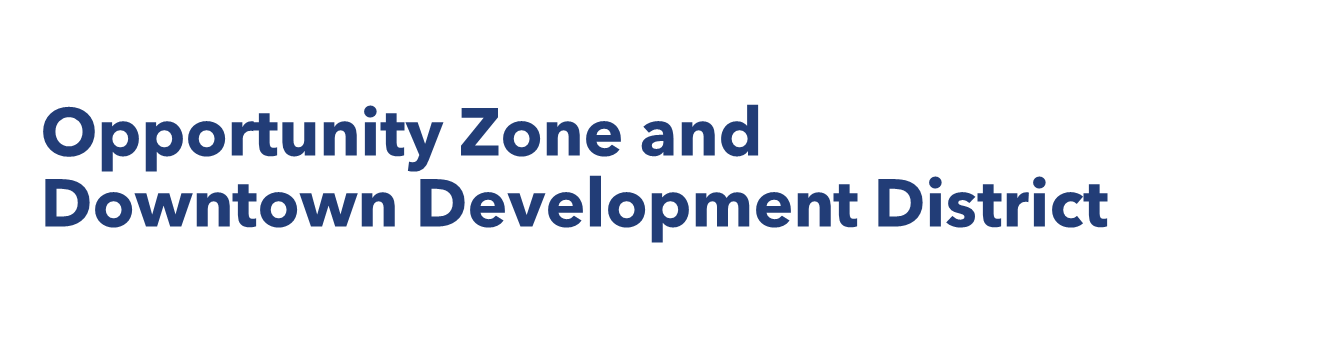 Opportunity Zone and
Downtown Development District